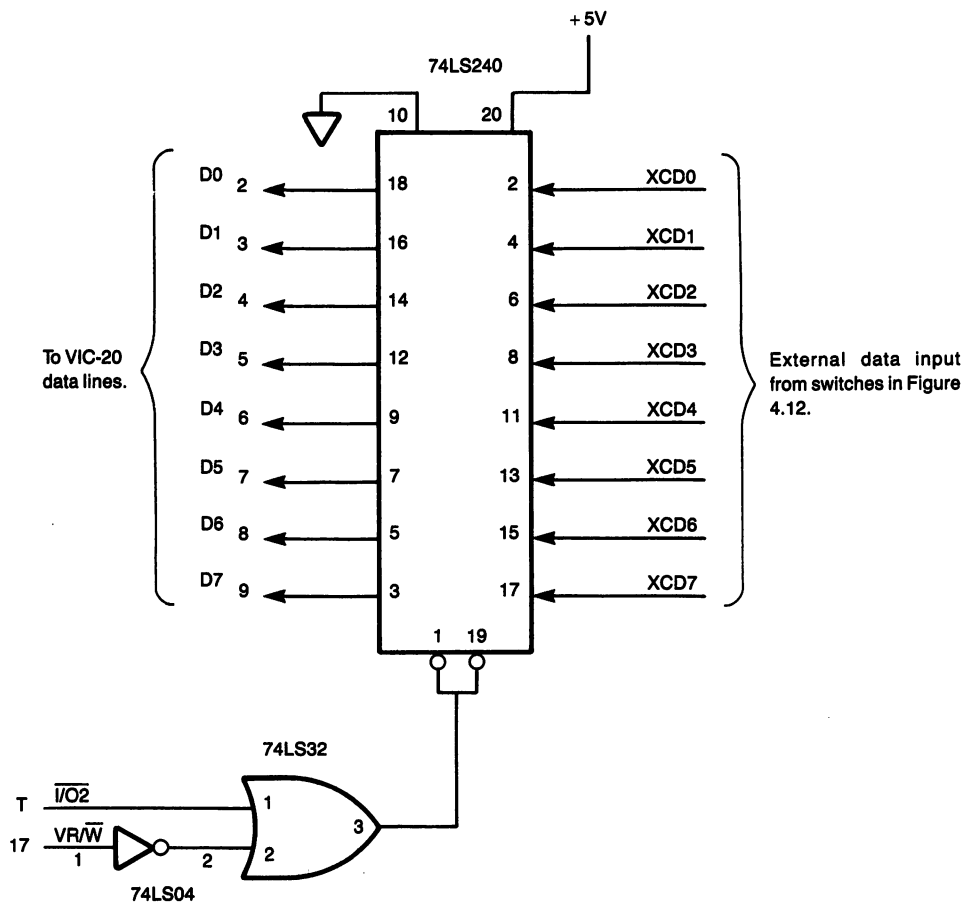 +5V
74LS240
10 20
D0 2 18 2 XCD0
D1 3 16 4 XCD1
D2 4 14 6 XCD2
D3 5 12 8 XCD3
To VIC-20
data lines.
External data input
from switches in Figure
4.12.
D4 6 9 11 XCD4
D5 7 7 13 XCD5
D6 8 5 15 XCD6
D7 9 3 17 XCD7
1 19
74LS32
T I/O2 1
3
17 VR/W 1 2 2
74LS04